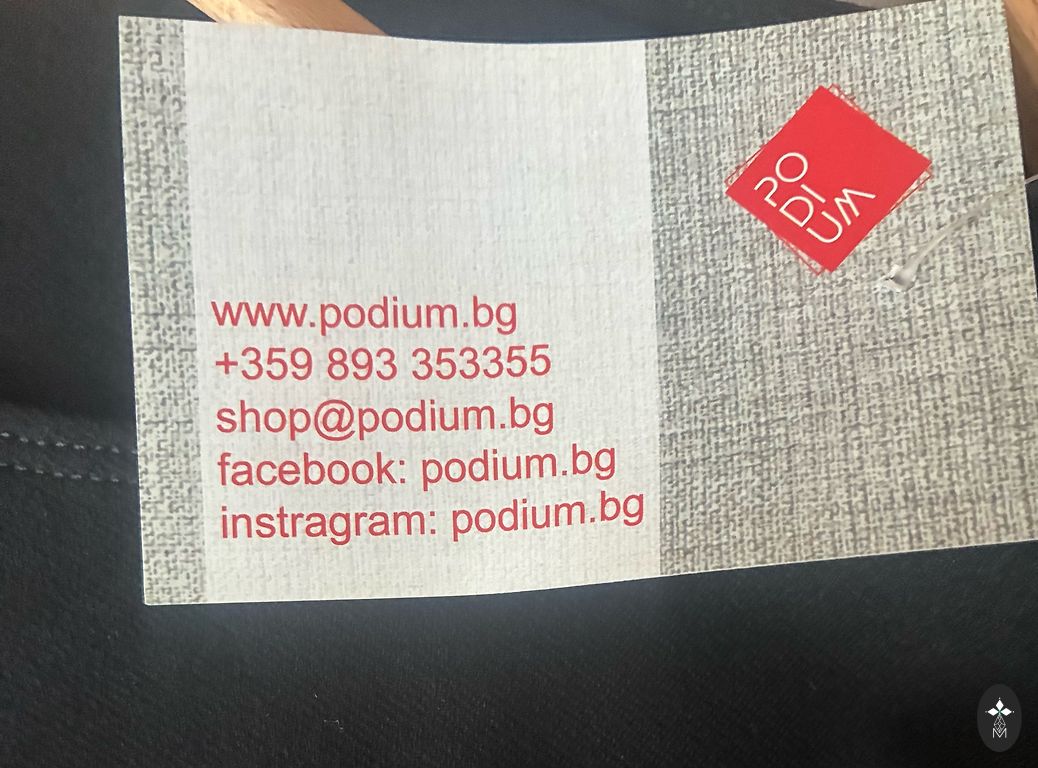 PO
DI
UM
www.podium.bg
+359 893 353355
shop@podium.bg
facebook: podium.bg
instragram: podium.bg
M